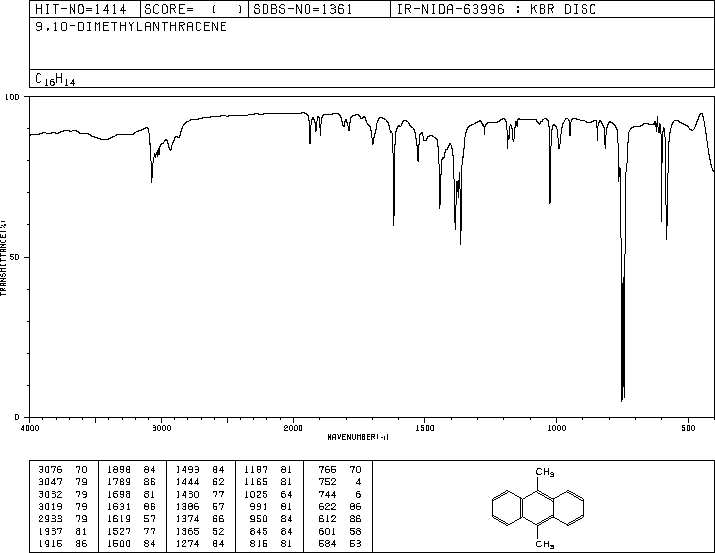 HIT-NO=1414 SCORE= ( ) SDBS-NO=1361 IR-NIDA-63996 : KBR DISC
9,10-DIMETHYLANTHRACENE
C16H14
100
TRANSMITTANCE(%)
50
0
4000 3000 2000 1500 1000 500
WAVENUMBER(-1)
3076 70 1898 84 1493 84 1187 81 766 70
3047 79 1789 86 1444 62 1165 81 752 4
3032 79 1698 81 1430 77 1025 64 744 6
3019 79 1631 86 1386 57 991 81 622 86
2933 79 1619 57 1374 66 950 84 612 86
1937 81 1527 77 1365 52 845 84 601 58
1915 86 1500 84 1274 84 816 81 584 53
CH3
CH3